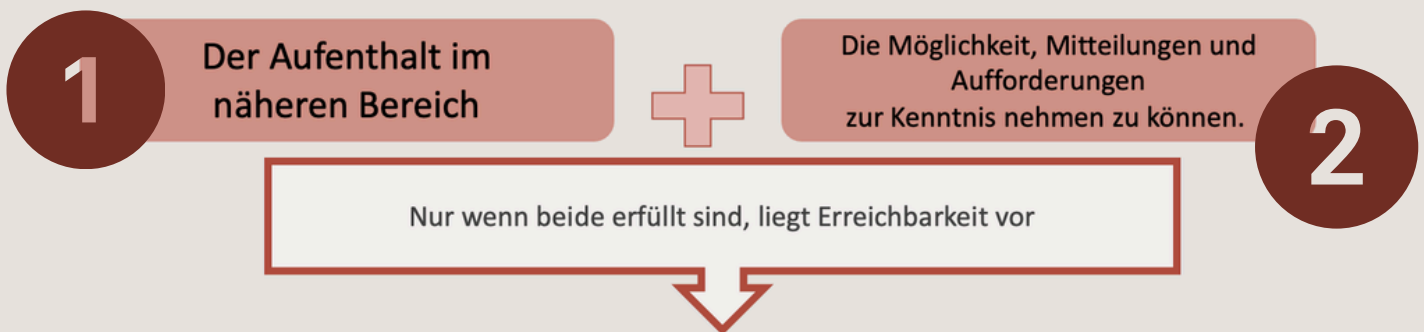 1
Der Aufenthalt im
näheren Bereich
Die Möglichkeit, Mitteilungen und
Aufforderungen
zur Kenntnis nehmen zu können.
2
Nur wenn beide erfüllt sind, liegt Erreichbarkeit vor